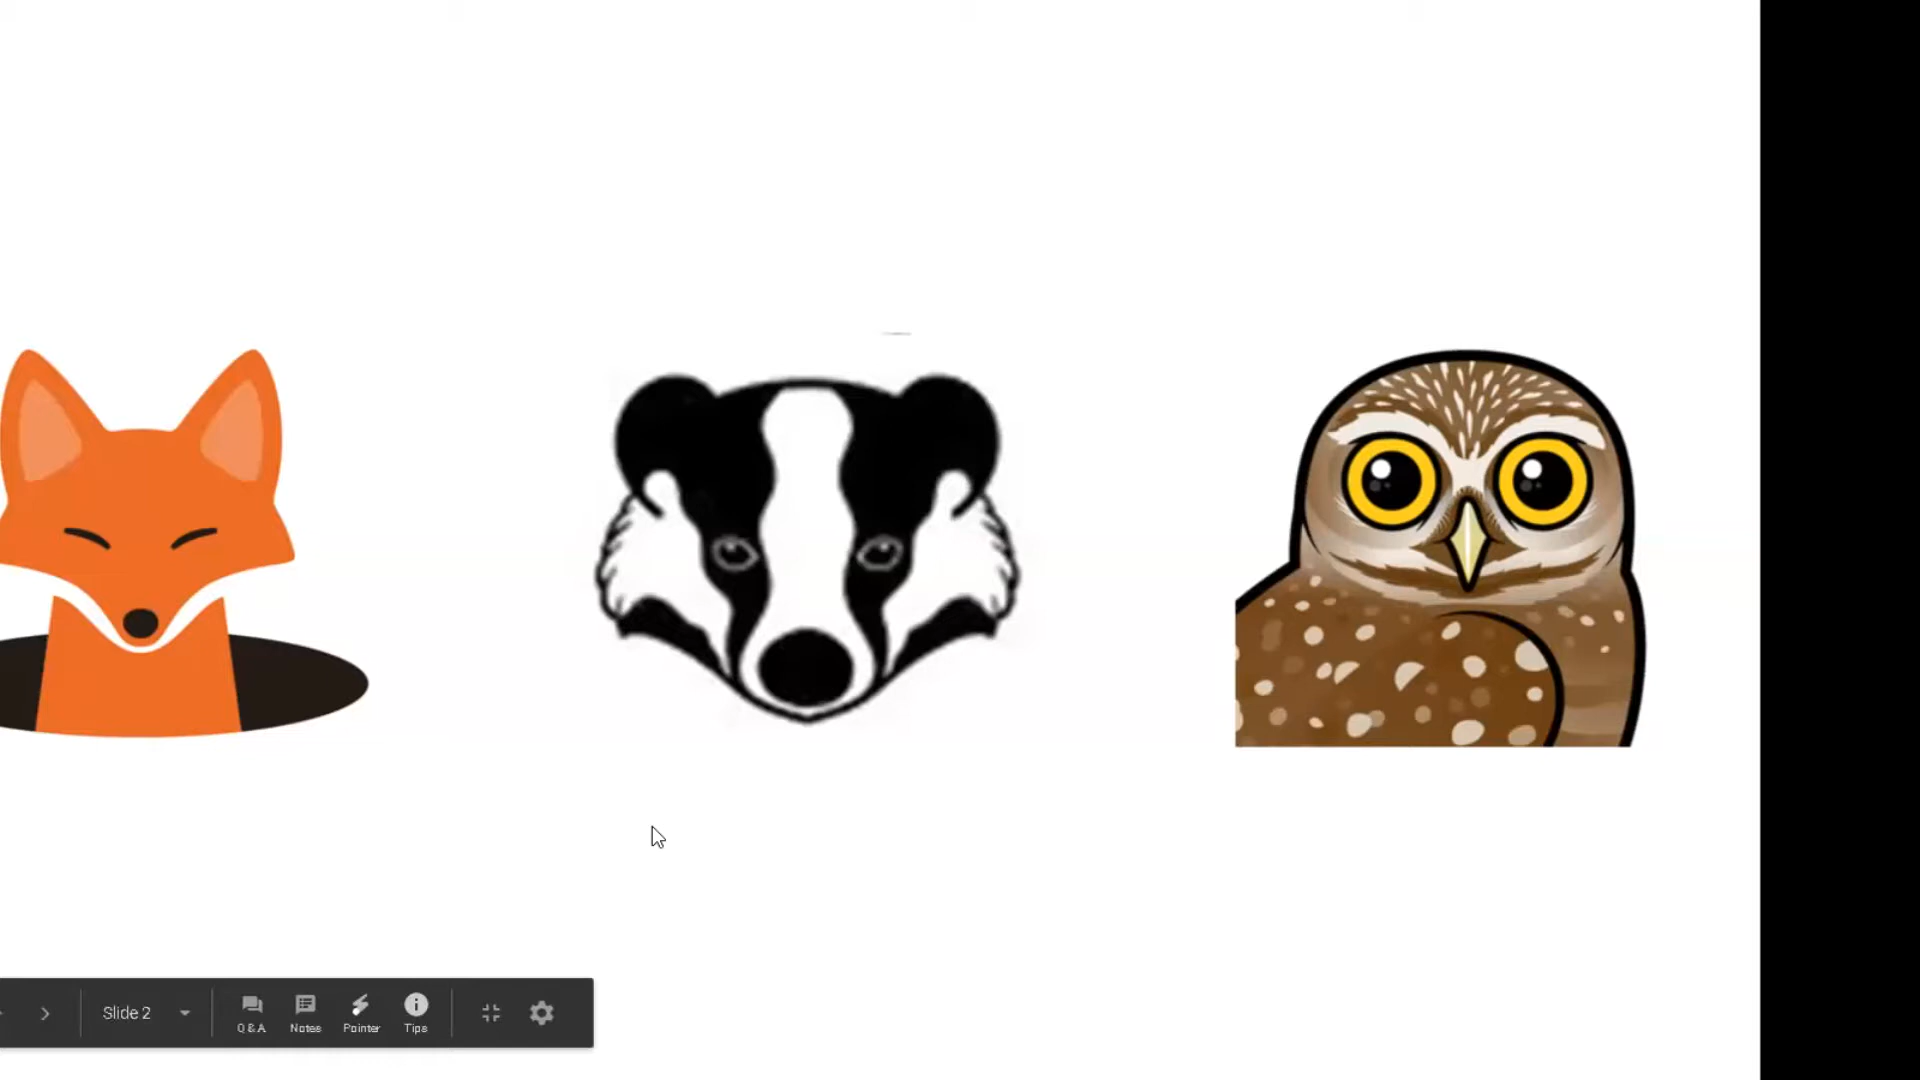 Slide 2
Q & A
Notes
Pointer
Tips